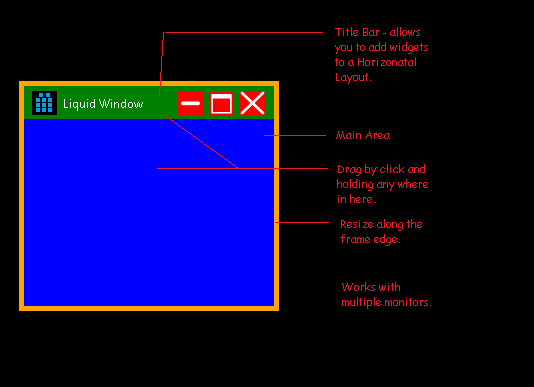 Title Bar - allows
you to add widgets
to a Horizonatal
Layout.
Liquid Window
Main Area
Drag by click and
holding any where
in here.
Resize along the
frame edge.
Works with
multiple monitors.